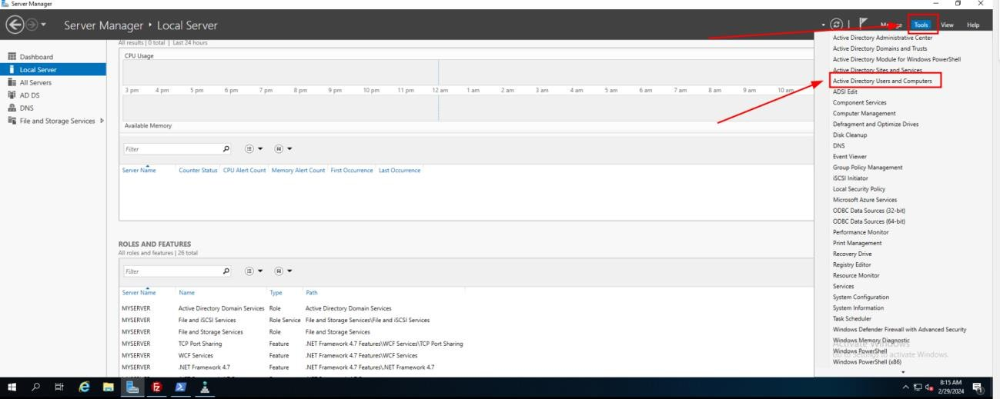 Server Manager
Server Manager • Local Server
Manage Tools View Help
Dashboard
Local Server
All Servers
AD DS
DNS
File and Storage Services
All results | 0 total | Last 24 hours
CPU Usage
3 pm 4 pm 5 pm 6 pm 7 pm 8 pm 9 pm 10 pm 11 pm 12 am 1 am 2 am 3 am 4 am 5 am 6 am 7 am 8 am 9 am 10 am
Available Memory
Filter
Server Name Counter Status CPU Alert Count Memory Alert Count First Occurrence Last Occurrence
ROLES AND FEATURES
All roles and features | 26 total
Filter
Server Name Name Type Path
MYSERVER Active Directory Domain Services Role Active Directory Domain Services
MYSERVER File and iSCSI Services Role Service File and Storage Services\File and iSCSI Services
MYSERVER File and Storage Services Role File and Storage Services
MYSERVER TCP Port Sharing Feature .NET Framework 4.7 Features\WCF Services\TCP Port Sharing
MYSERVER WCF Services Feature .NET Framework 4.7 Features\WCF Services
MYSERVER .NET Framework 4.7 Feature .NET Framework 4.7 Features\.NET Framework 4.7
Active Directory Administrative Center
Active Directory Domains and Trusts
Active Directory Module for Windows PowerShell
Active Directory Sites and Services
Active Directory Users and Computers
ADSI Edit
Component Services
Computer Management
Defragment and Optimize Drives
Disk Cleanup
DNS
Event Viewer
Group Policy Management
iSCSI Initiator
Local Security Policy
Microsoft Azure Services
ODBC Data Sources (32-bit)
ODBC Data Sources (64-bit)
Performance Monitor
Print Management
Recovery Drive
Registry Editor
Resource Monitor
Services
System Configuration
System Information
Task Scheduler
Windows Defender Firewall with Advanced Security
Windows Memory Diagnostic
Activate Windows
Windows PowerShell
Go to Settings to activate Windows.
Windows PowerShell (x86)
8:15 AM
2/29/2024